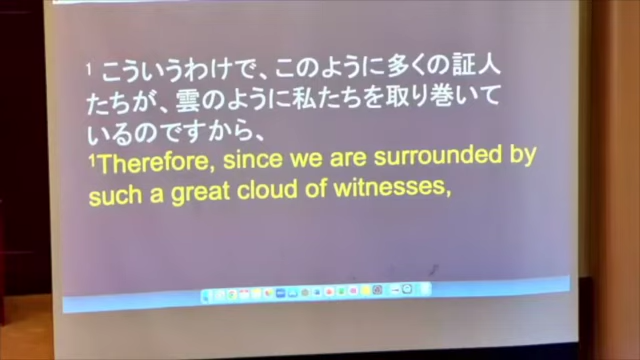 1 こういうわけで、このように多くの証人
たちが、雲のように私たちを取り巻いて
いるのですから、
1Therefore, since we are surrounded by
such a great cloud of witnesses,